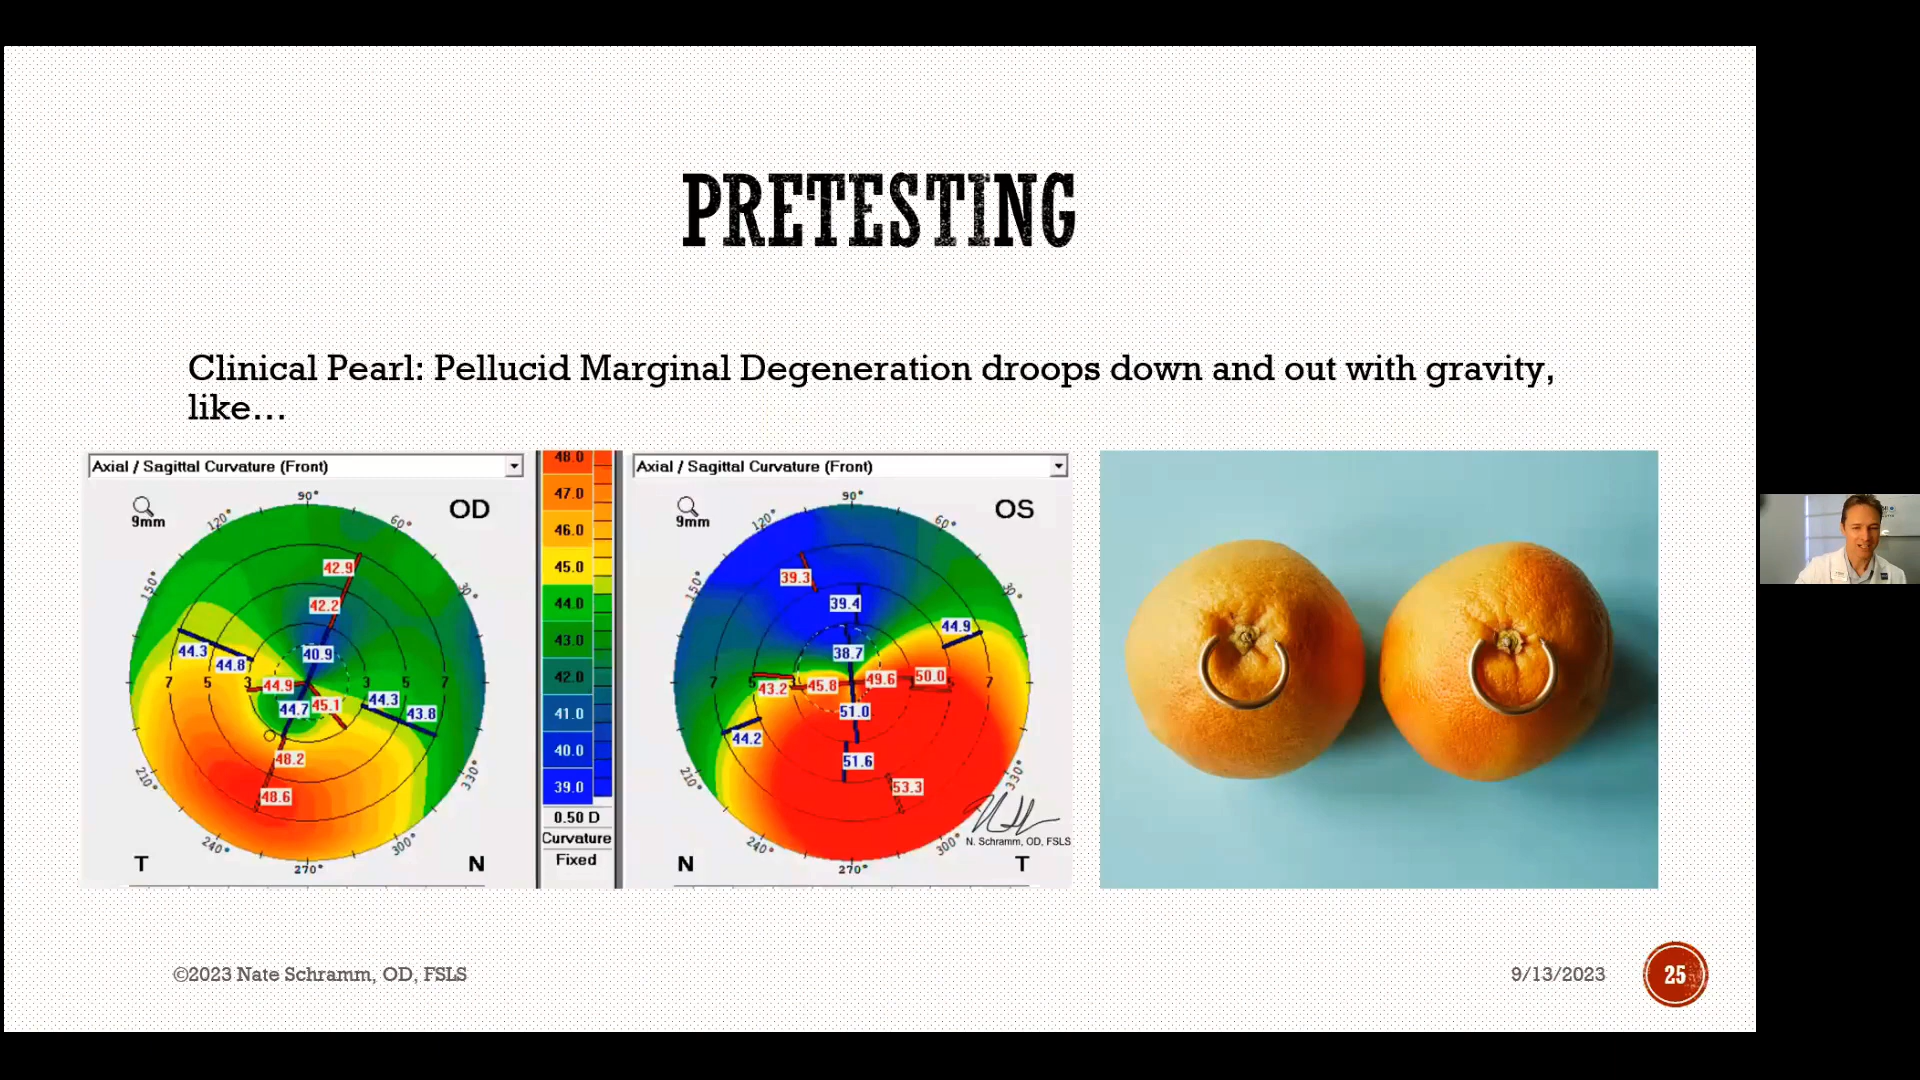 PRETESTING
Clinical Pearl: Pellucid Marginal Degeneration droops down and out with gravity,
like...
Axial / Sagittal Curvature (Front)
9mm
OD
90°
120°
60°
150°
30
42.9
42.2
40.9
44.3
44.8
44.9
44.7
45.1
44.3
43.8
48.2
48.6
7 5 3 3 5 7
210°
330°
240°
300°
270°
T
N
48.0
47.0
46.0
45.0
44.0
43.0
42.0
41.0
40.0
39.0
0.50 D
Curvature
Fixed
Axial / Sagittal Curvature (Front)
9mm
OS
90°
120°
60°
150°
30
39.3
39.4
38.7
44.9
43.2
45.8
49.6
50.0
51.0
44.2
51.6
53.3
7 5 3 5 7
210°
330°
240°
300°
270°
N
T
N. Schramm, OD, FSLS
©2023 Nate Schramm, OD, FSLS
9/13/2023
25